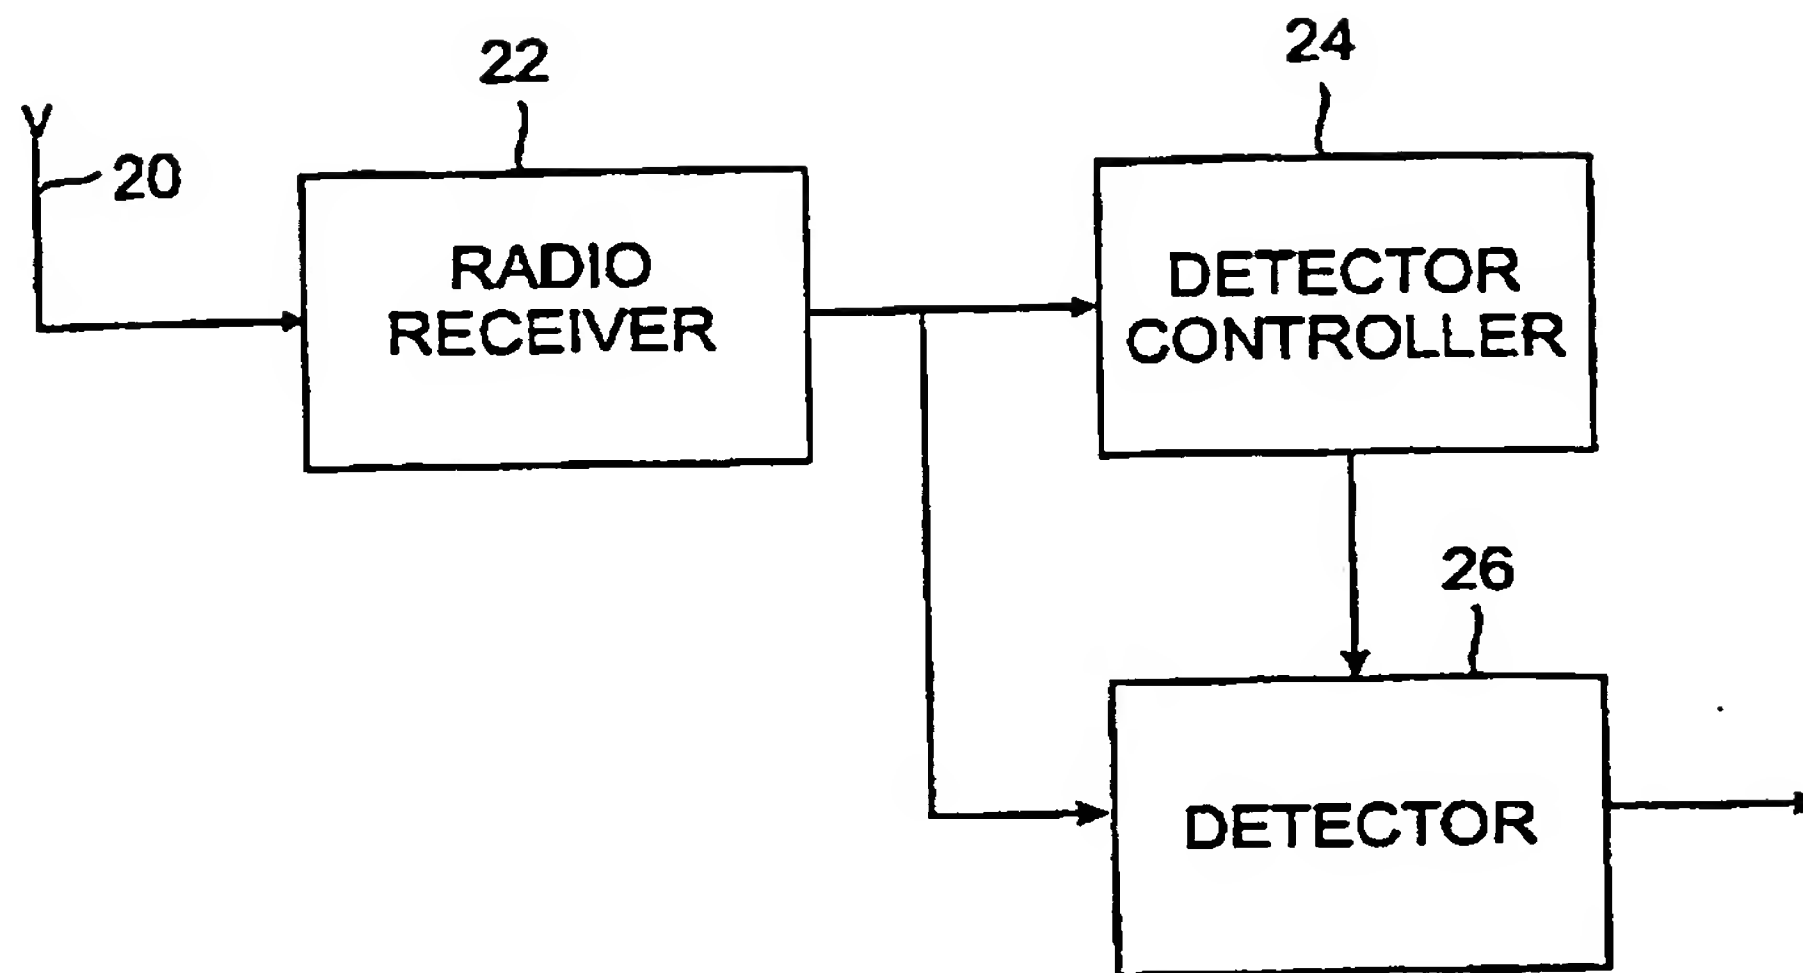 22
24
20
RADIO
RECEIVER
DETECTOR
CONTROLLER
26
DETECTOR